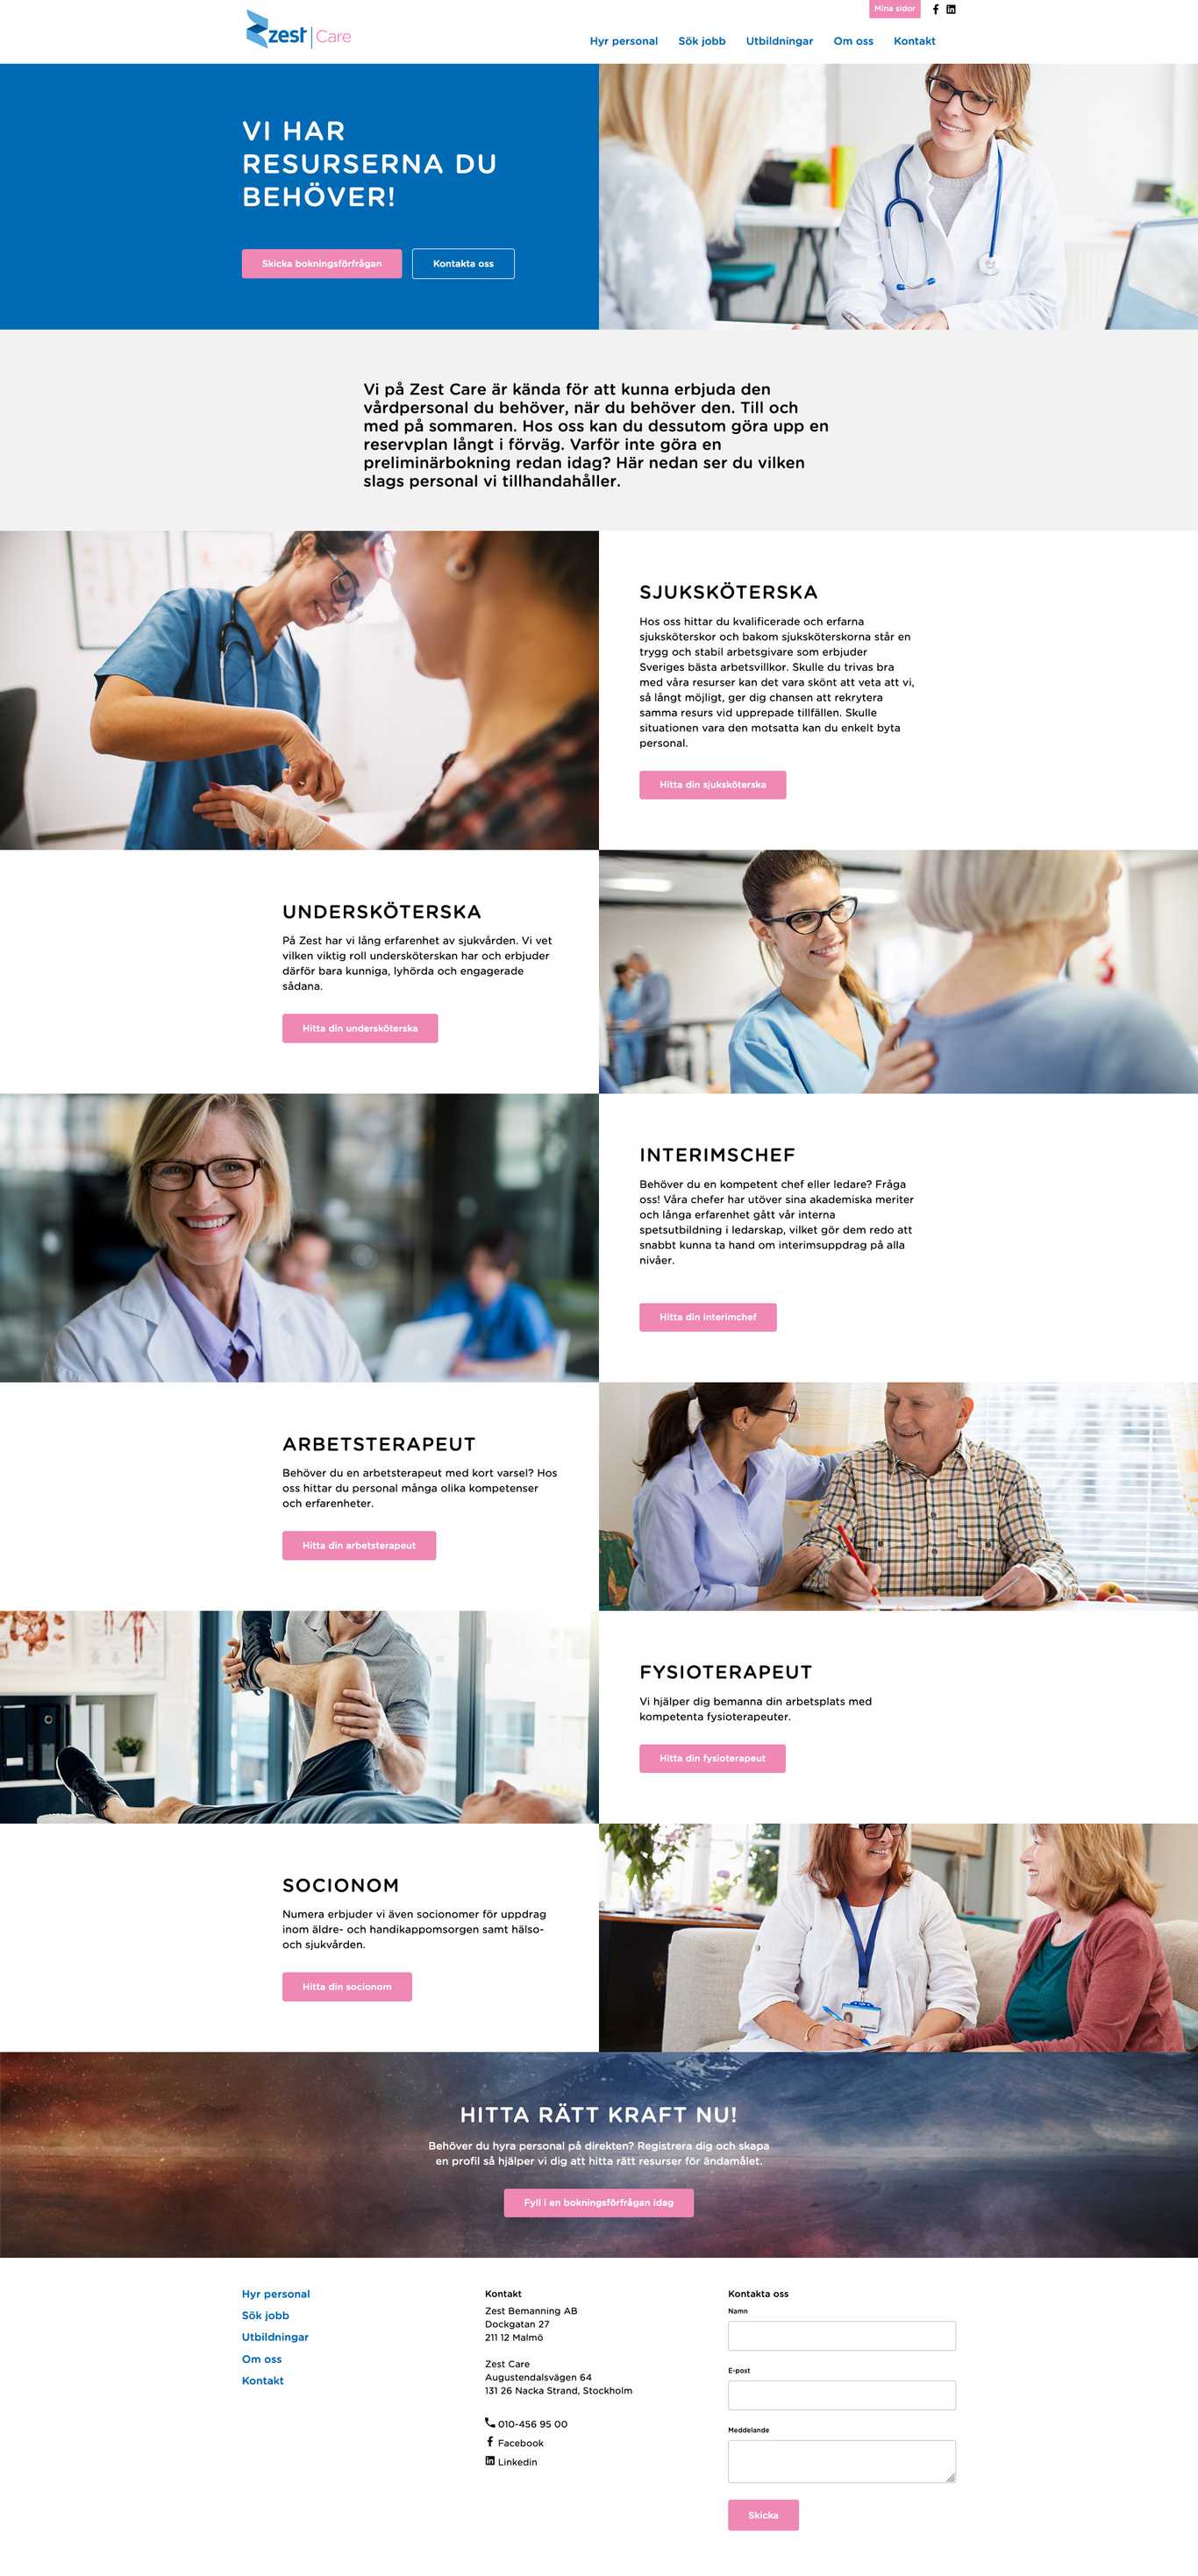 Mina sidor
zest Care
Hyr personal Sök jobb Utbildningar Om oss Kontakt
VI HAR
RESURSERNA DU
BEHÖVER!
Skicka bokningsförfrågan Kontakta oss
Vi på Zest Care är kända för att kunna erbjuda den
vårdpersonal du behöver, när du behöver den. Till och
med på sommaren. Hos oss kan du dessutom göra upp en
reservplan långt i förväg. Varför inte göra en
preliminärbokning redan idag? Här nedan ser du vilken
slags personal vi tillhandahåller.
SJUKSKÖTERSKA
Hos oss hittar du kvalificerade och erfarna
sjuksköterskor och bakom sjuksköterskorna står en
trygg och stabil arbetsgivare som erbjuder
Sveriges bästa arbetsvillkor. Skulle du trivas bra
med våra resurser kan det vara skönt att veta att vi,
så långt möjligt, ger dig chansen att rekrytera
samma resurs vid upprepade tillfällen. Skulle
situationen vara den motsatta kan du enkelt byta
personal.
Hitta din sjuksköterska
UNDERSKÖTERSKA
På Zest har vi lång erfarenhet av sjukvården. Vi vet
vilken viktig roll undersköterskan har och erbjuder
därför bara kunniga, lyhörda och engagerade
sådana.
Hitta din undersköterska
INTERIMSCHEF
Behöver du en kompetent chef eller ledare? Fråga
oss! Våra chefer har utöver sina akademiska meriter
och långa erfarenhet gått vår interna
spetsutbildning i ledarskap, vilket gör dem redo att
snabbt kunna ta hand om interimsuppdrag på alla
nivåer.
Hitta din interimchef
ARBETSTERAPEUT
Behöver du en arbetsterapeut med kort varsel? Hos
oss hittar du personal många olika kompetenser
och erfarenheter.
Hitta din arbetsterapeut
FYSIOTERAPEUT
Vi hjälper dig bemanna din arbetsplats med
kompetenta fysioterapeuter.
Hitta din fysioterapeut
SOCIONOM
Numera erbjuder vi även socionomer för uppdrag
inom äldre- och handikappomsorgen samt hälso-
och sjukvården.
Hitta din socionom
HITTA RÄTT KRAFT NU!
Behöver du hyra personal på direkten? Registrera dig och skapa
en profil så hjälper vi dig att hitta rätt resurser för ändamålet.
Fyll i en bokningsförfrågan idag
Hyr personal
Sök jobb
Utbildningar
Om oss
Kontakt
Kontakt
Zest Bemanning AB
Dockgatan 27
211 12 Malmö
Zest Care
Augustendalsvägen 64
131 26 Nacka Strand, Stockholm
010-456 95 00
Facebook
Linkedin
Kontakta oss
Namn
E-post
Meddelande
Skicka